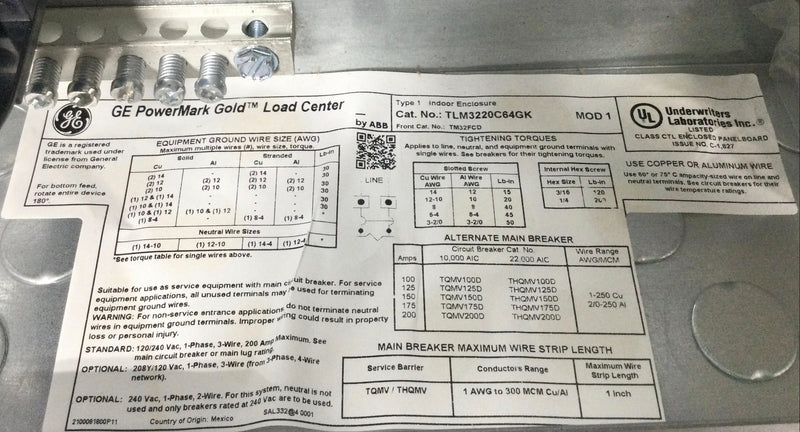 GE PowerMark Gold™ Load Center
GE is a registered
trademark used under
license from General
Electric company.
For bottom feed,
rotate entire device
180°.
EQUIPMENT GROUND WIRE SIZE (AWG)
Maximum multiple wires (#), wire size, torque.
Solid Stranded Lb-in
Cu Al Cu Al
(2) 14 (2) 14 30
(2) 12 (2) 12 (2) 12 (2) 12 30
(2) 10 (2) 10 (2) 10 (2) 10 30
(1) 12 & (1) 14 30
(1) 10 & (1) 14 30
(1) 10 & (1) 12 (1) 10 & (1) 12 30
(1) 8-4 (1) 8-4 *
Neutral Wire Sizes
(1) 14-10 (1) 12-10 (1) 14-4 (1) 12-4 *
*See torque table for single wires above.
by ABB
LINE
Type 1 Indoor Enclosure
Cat. No.: TLM3220C64GK MOD 1
Front Cat. No.: TM32FCD
TIGHTENING TORQUES
Applies to line, neutral, and equipment ground terminals with
single wires. See breakers for their tightening torques.
Slotted Screw
Cu Wire AWG Al Wire AWG Lb-in
14 12 15
12-10 10 20
8 8 40
6-4 6-4 45
3-2/0 3-2/0 50
Internal Hex Screw
Hex Size Lb-in
3/16 120
1/4
UL Underwriters
Laboratories Inc.®
LISTED
CLASS CTL ENCLOSED PANELBOARD
ISSUE NO. C-1,827
USE COPPER OR ALUMINUM WIRE
Use 60° or 75° C ampacity-sized wire on line and
neutral terminals. See circuit breakers for their
wire temperature ratings.
ALTERNATE MAIN BREAKER
Amps Circuit Breaker Cat. No. Wire Range
10,000 AIC 22,000 AIC AWG/MCM
100 TQMV100D THQMV100D
125 TQMV125D THQMV125D
150 TQMV150D THQMV150D 1-250 Cu
175 TQMV175D THQMV175D 2/0-250 Al
200 TQMV200D THQMV200D
Suitable for use as service equipment with main circuit breaker. For service
equipment applications, all unused terminals may be used for terminating
equipment ground wires.
WARNING: For non-service entrance applications do not terminate neutral
wires in equipment ground terminals. Improper wiring could result in property
loss or personal injury.
STANDARD: 120/240 Vac, 1-Phase, 3-Wire, 200 Amp Maximum. See
main circuit breaker or main lug rating.
OPTIONAL: 208Y/120 Vac, 1-Phase, 3-Wire (from 3-Phase, 4-Wire
network).
OPTIONAL: 240 Vac, 1-Phase, 2-Wire. For this system, neutral is not
used and only breakers rated at 240 Vac are to be used.
2100091800P11 Country of Origin: Mexico SAL332@4 0001
MAIN BREAKER MAXIMUM WIRE STRIP LENGTH
Service Barrier Conductors Range Maximum Wire Strip Length
TQMV / THQMV 1 AWG to 300 MCM Cu/Al 1 Inch